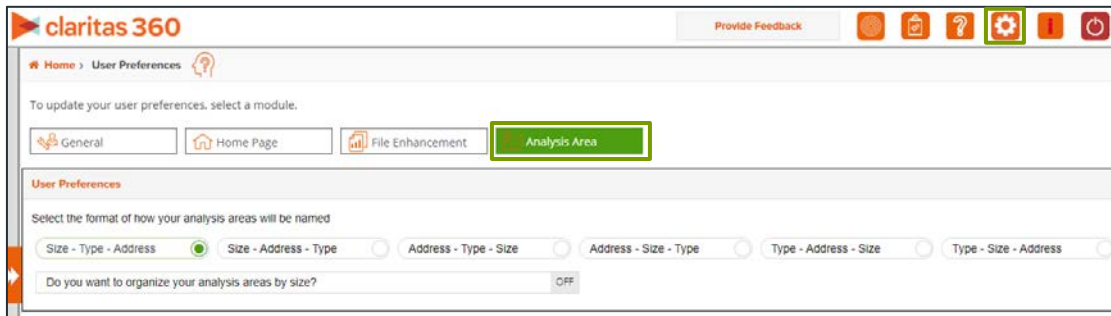 claritas 360
Provide Feedback
Home > User Preferences
To update your user preferences, select a module.
General
Home Page
File Enhancement
Analysis Area
User Preferences
Select the format of how your analysis areas will be named
Size - Type - Address
Size - Address - Type
Address - Type - Size
Address - Size - Type
Type - Address - Size
Type - Size - Address
Do you want to organize your analysis areas by size? OFF